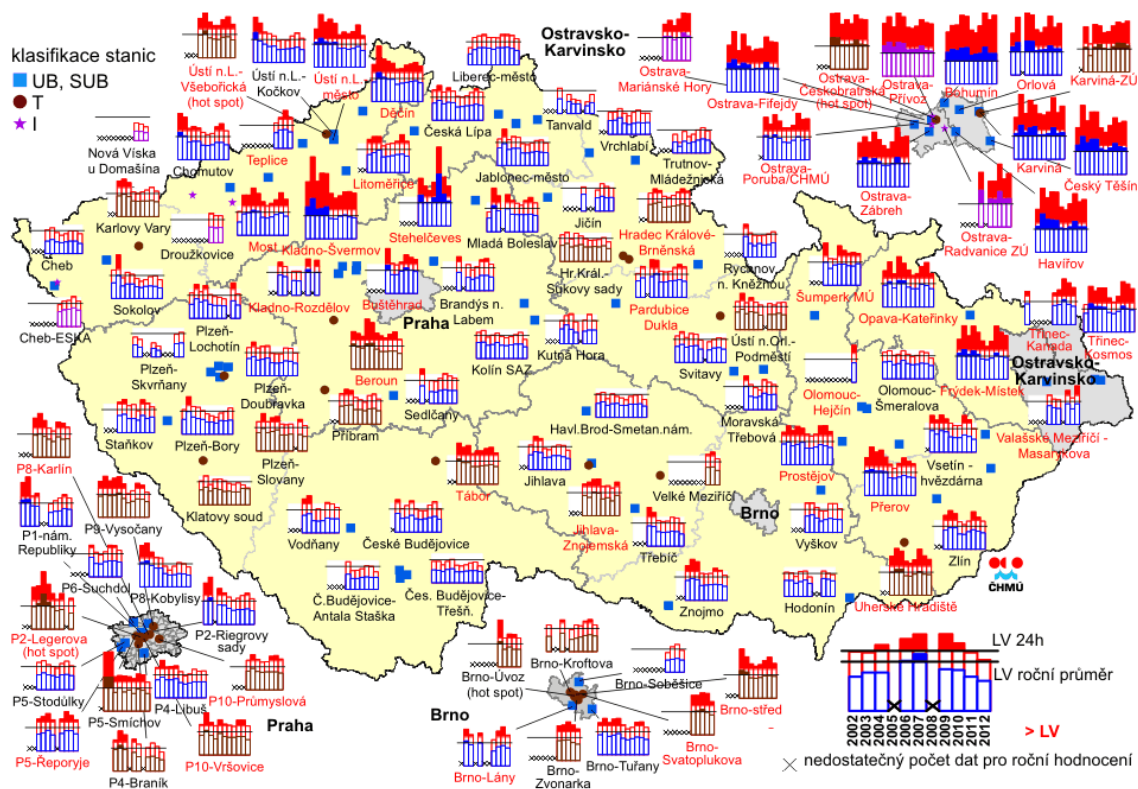 klasifikace stanic
UB, SUB
T
I
Ústí n.L.-
Všebořická
(hot spot)
Ústí n.L.-
Kočkov
Ústí n.L.-
město
Liberec-město
Ostravsko-
Karvinsko
Ostrava-
Mariánské Hory
Ostrava-Fifejdy
Ostrava-
Českobratrská
(hot spot)
Ostrava-
Přívoz
Bohumín
Orlová
Karviná-ZÚ
Nová Víska
u Domašína
Chomutov
Teplice
Děčín
Česká Lípa
Tanvald
Vrchlabí
Trutnov-
Mládežnická
Litoměřice
Jablonec-město
Ostrava-
Poruba/ČHMÚ
Ostrava-
Zábřeh
Karviná
Český Těšín
Ostrava-
Radvanice ZÚ
Havířov
Karlovy Vary
Droužkovice
Most
Kladno-Švermov
Stehelčeves
Mladá Boleslav
Jičín
Hradec Králové-
Brněnská
Hr.Král.-
Sukovy sady
Rychnov
n. Kněžnou
Šumperk MÚ
Cheb
Sokolov
Cheb-ESKA
Kladno-Rozdělov
Buštěhrad
Brandýs n.
Labem
Praha
Pardubice
Dukla
Opava-Kateřinky
Třinec-
Kanada
Třinec-
Kosmos
Plzeň-
Lochotín
Plzeň-
Skvrňany
Plzeň-
Doubravka
Beroun
Kolín SAZ
Kutná Hora
Svitavy
Ústí n.Orl.-
Podměstí
Olomouc-
Hejčín
Olomouc-
Šmeralova
Frýdek-Místek
Ostravsko-
Karvinsko
Staňkov
Plzeň-Bory
Plzeň-
Slovany
Příbram
Sedlčany
Havl.Brod-Smetan.nám.
Moravská
Třebová
Valašské Meziříčí -
Masarykova
P8-Karlín
P9-Vysočany
Klatovy soud
Tábor
Jihlava
Velké Meziříčí
Prostějov
Přerov
Vsetín -
hvězdárna
P1-nám.
Republiky
Vodňany
České Budějovice
Jihlava-
Znojemská
Třebíč
Brno
Vyškov
Zlín
P6-Suchdol
P8-Kobylisy
Č.Budějovice-
Antala Staška
Čes. Budějovice-
Třešň.
Znojmo
Hodonín
Uherské Hradiště
ČHMÚ
P2-Legerova
(hot spot)
P2-Riegrovy
sady
P5-Stodůlky
P5-Smíchov
P4-Libuš
P10-Průmyslová
P5-Řeporyje
P4-Braník
P10-Vršovice
Praha
Brno-Úvoz
(hot spot)
Brno-Kroftova
Brno-Soběšice
Brno-střed
Brno
Brno-Lány
Brno-
Zvonarka
Brno-Tuřany
Brno-
Svatoplukova
LV 24h
LV roční průměr
2002
2003
2004
2005
2006
2007
2008
2009
2010
2011
2012
> LV
nedostatečný počet dat pro roční hodnocení